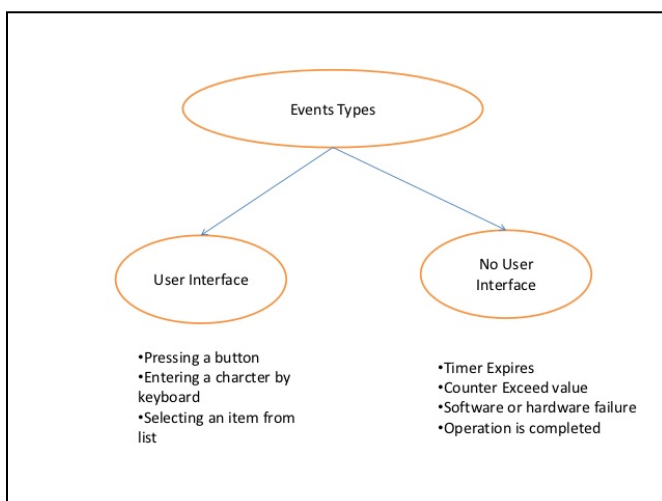 Events Types
User Interface
No User
Interface
•Pressing a button
•Entering a charcter by
keyboard
•Selecting an item from
list
•Timer Expires
•Counter Exceed value
•Software or hardware failure
•Operation is completed